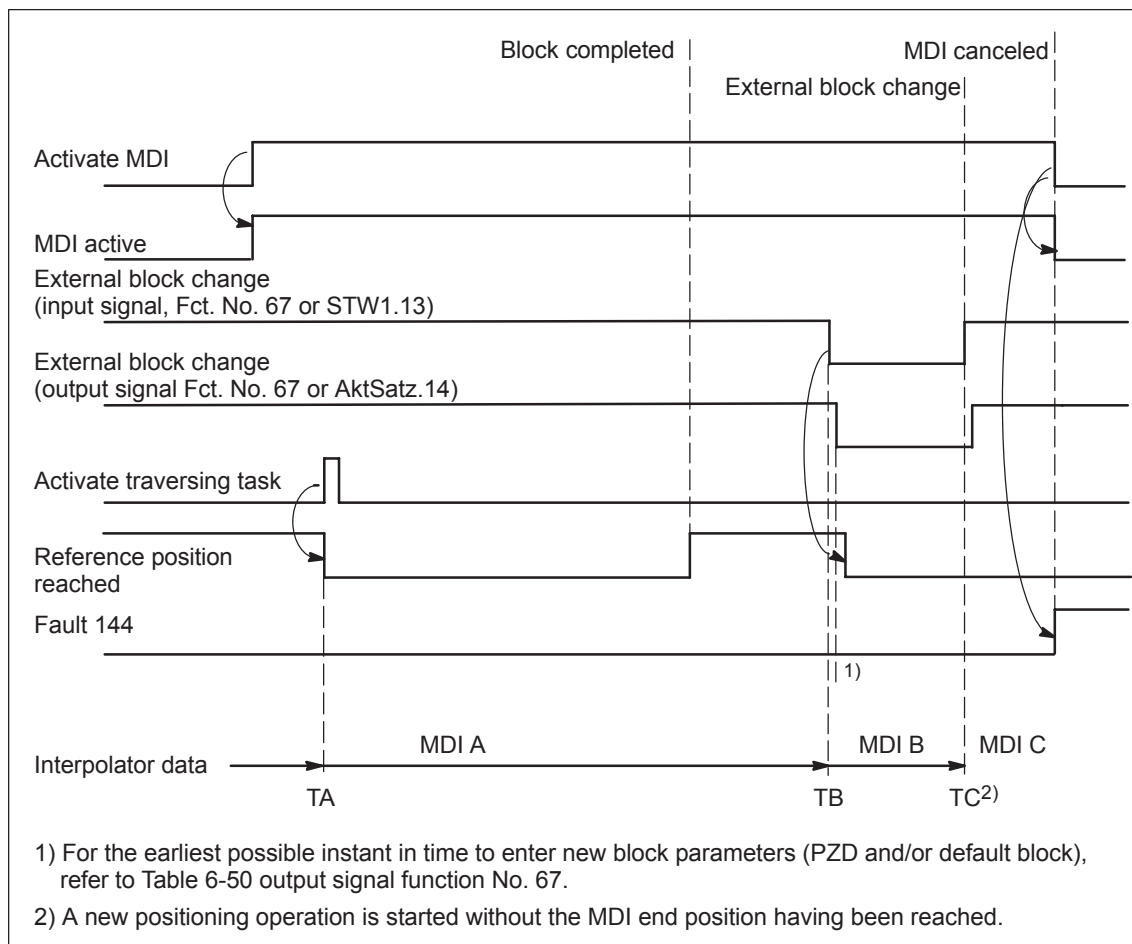 Block completed
MDI canceled
External block change
Activate MDI
MDI active
External block change
(input signal, Fct. No. 67 or STW1.13)
External block change
(output signal Fct. No. 67 or AktSatz.14)
Activate traversing task
Reference position
reached
Fault 144
1)
MDI A
MDI B
MDI C
Interpolator data
TA
TB
TC2)
1) For the earliest possible instant in time to enter new block parameters (PZD and/or default block),
refer to Table 6-50 output signal function No. 67.
2) A new positioning operation is started without the MDI end position having been reached.